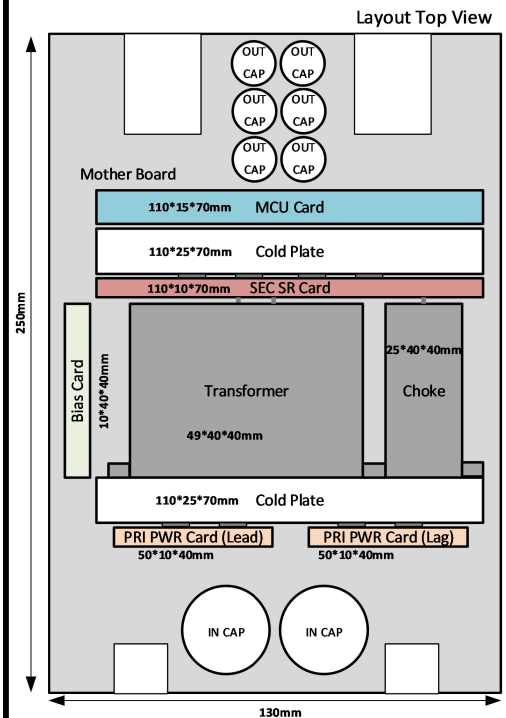 Layout Top View
OUT CAP
OUT CAP
OUT CAP
OUT CAP
OUT CAP
OUT CAP
Mother Board
110*15*70mm MCU Card
110*25*70mm Cold Plate
110*10*70mm SEC SR Card
250mm
Bias Card
10*40*40mm
Transformer
49*40*40mm
25*40*40mm
Choke
110*25*70mm Cold Plate
PRI PWR Card (Lead)
50*10*40mm
PRI PWR Card (Lag)
50*10*40mm
IN CAP
IN CAP
130mm